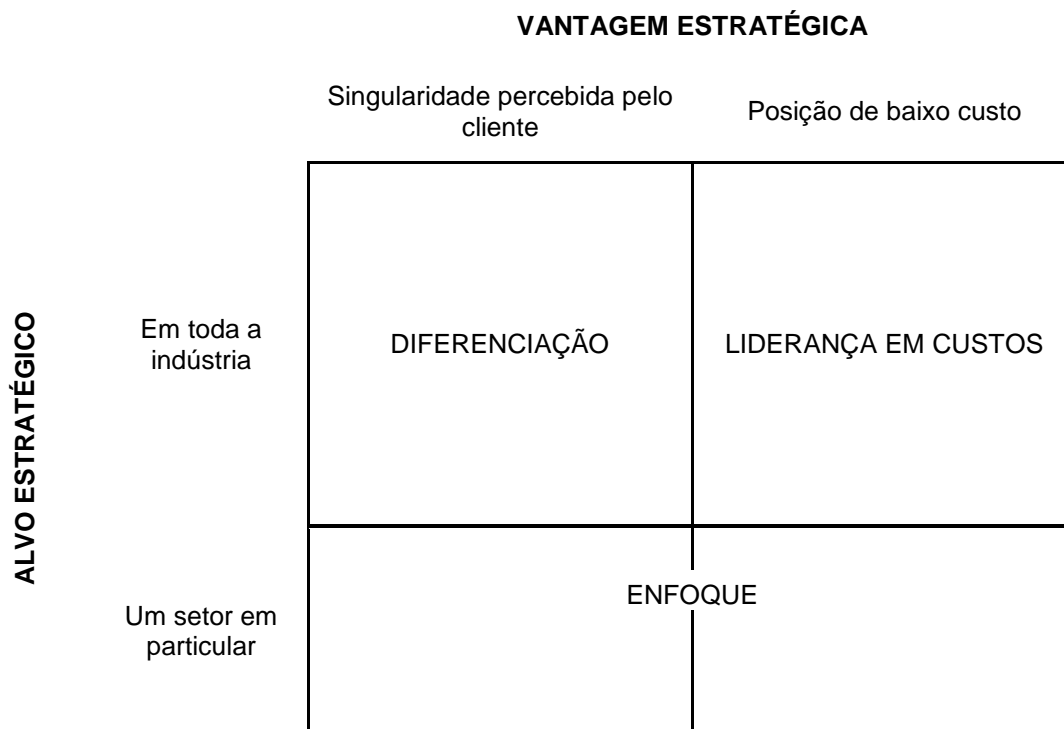 VANTAGEM ESTRATÉGICA
Singularidade percebida pelo
cliente
Posição de baixo custo
ALVO ESTRATÉGICO
Em toda a
indústria
DIFERENCIAÇÃO
LIDERANÇA EM CUSTOS
Um setor em
particular
ENFOQUE